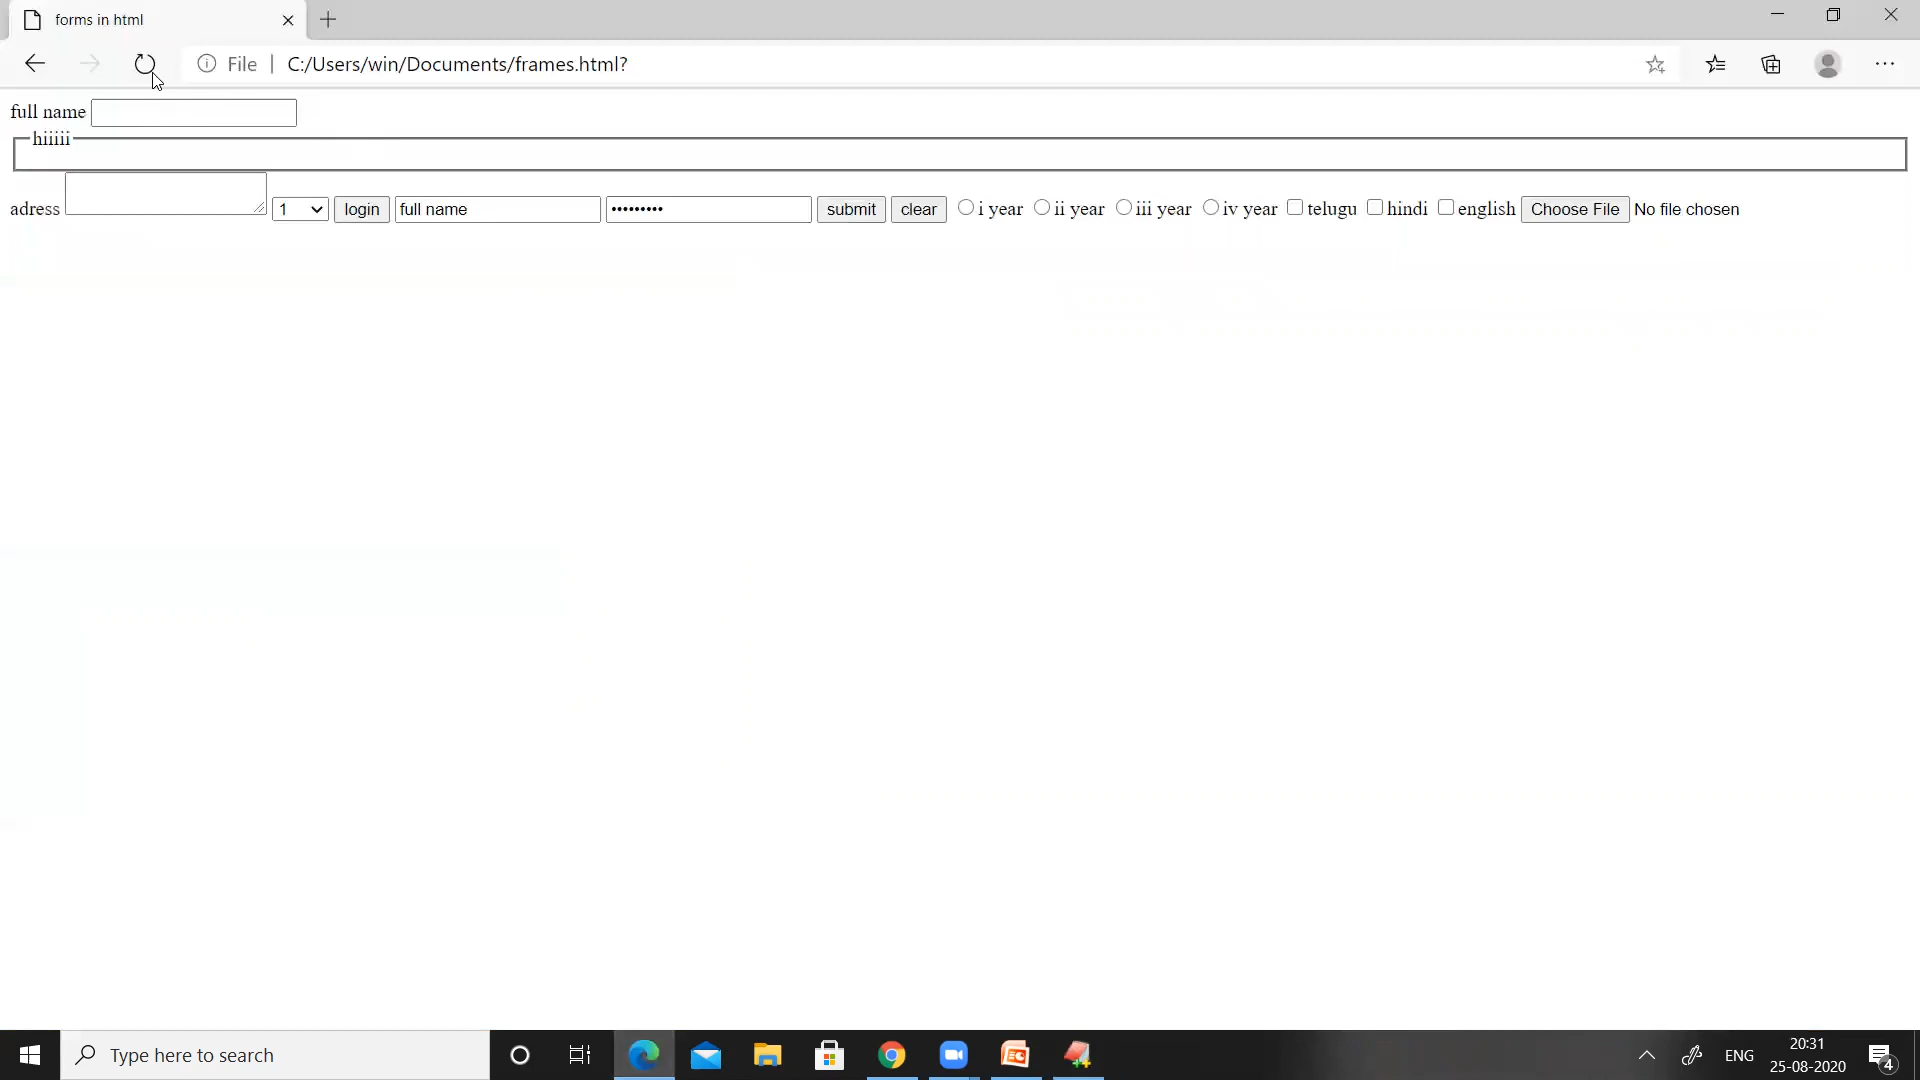 forms in html
File | C:/Users/win/Documents/frames.html?
full name
hiiiii
adress 1 login full name ••••••••• submit clear i year ii year iii year iv year telugu hindi english Choose File No file chosen
Type here to search ENG 20:31
25-08-2020 4